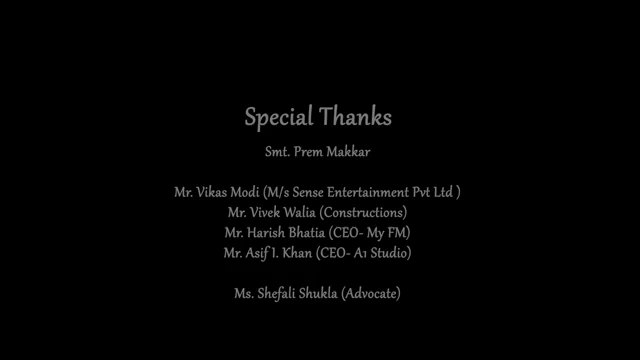 Special Thanks
Smt. Prem Makkar
Mr. Vikas Modi (M/s Sense Entertainment Pvt Ltd )
Mr. Vivek Walia (Constructions)
Mr. Harish Bhatia (CEO- My FM)
Mr. Asif I. Khan (CEO- A1 Studio)
Ms. Shefali Shukla (Advocate)